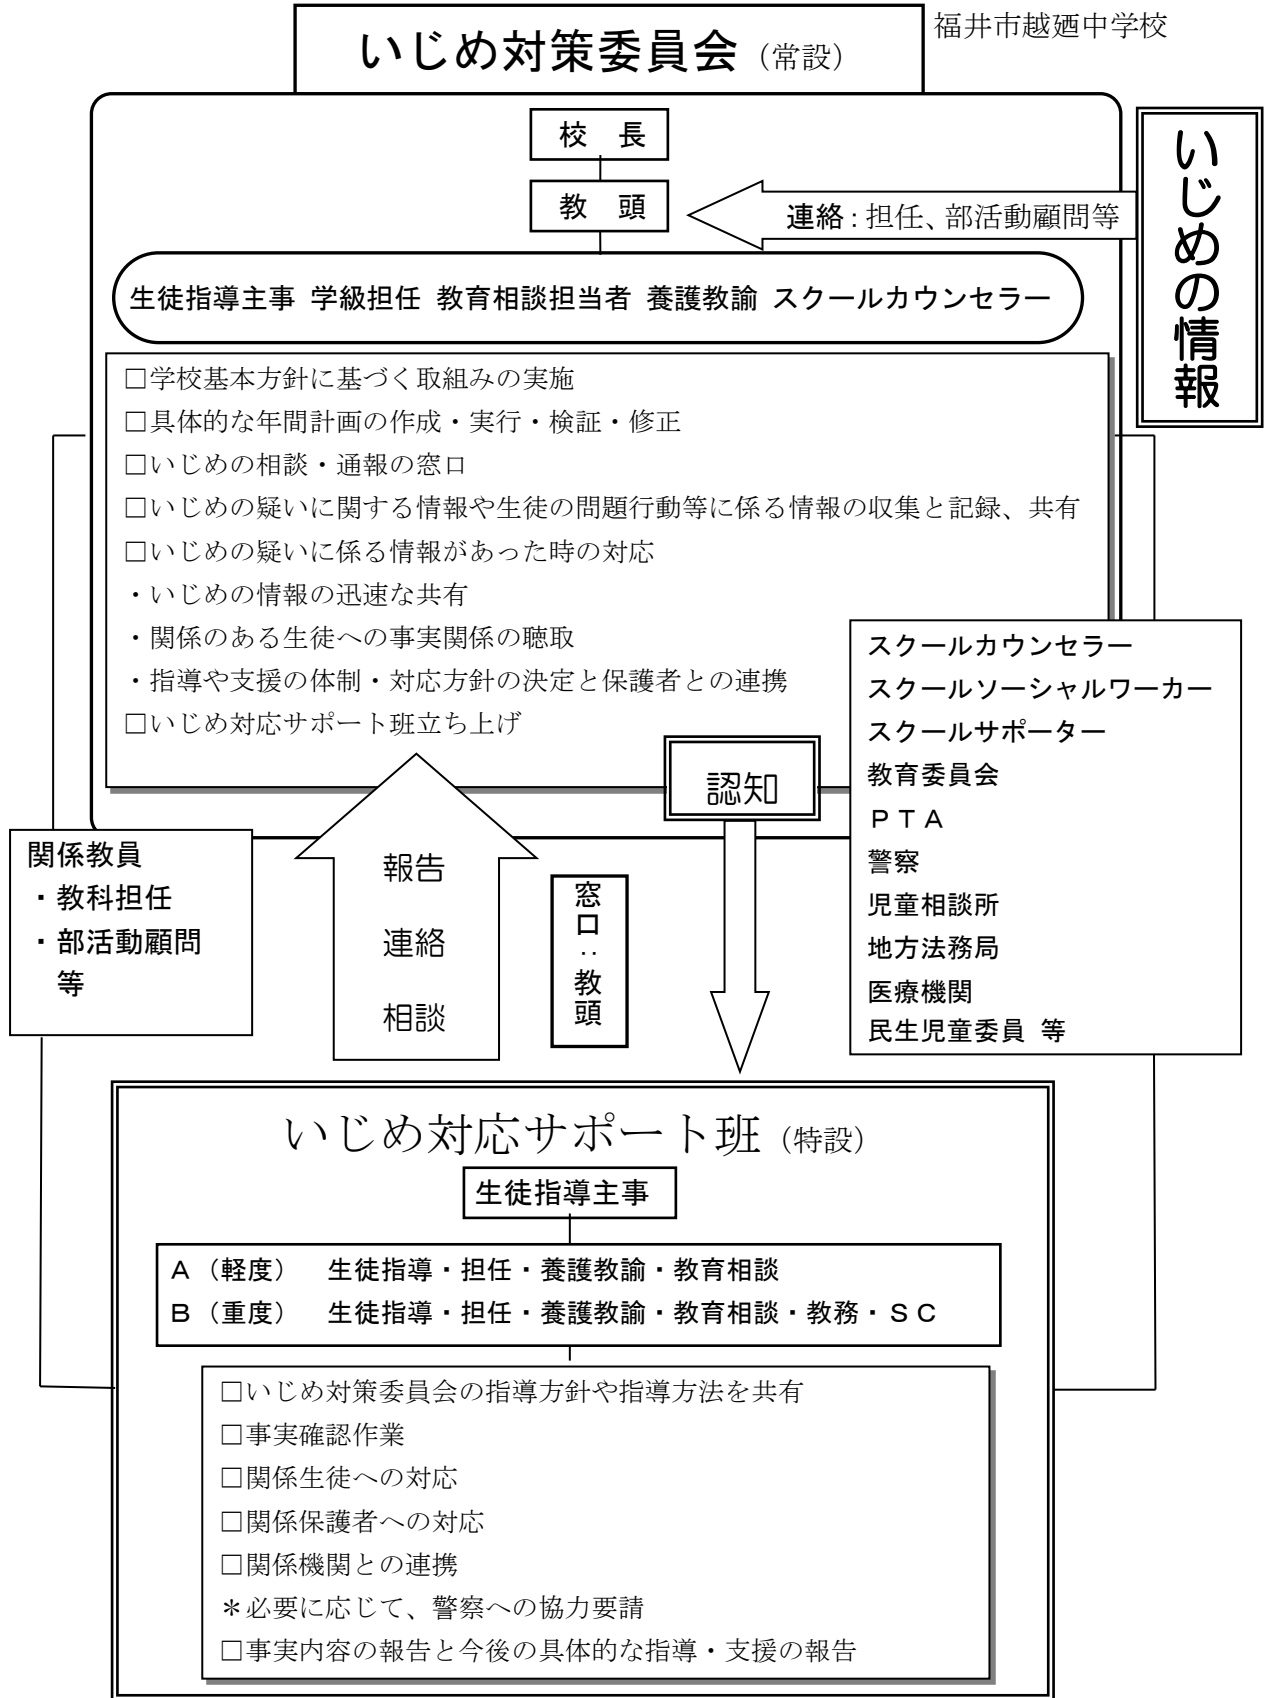 福井市越廼中学校
いじめ対策委員会（常設）
校　長
教　頭
連絡：担任、部活動顧問等
いじめの情報
生徒指導主事 学級担任 教育相談担当者 養護教諭 スクールカウンセラー
□学校基本方針に基づく取組みの実施
□具体的な年間計画の作成・実行・検証・修正
□いじめの相談・通報の窓口
□いじめの疑いに関する情報や生徒の問題行動等に係る情報の収集と記録、共有
□いじめの疑いに係る情報があった時の対応
・いじめの情報の迅速な共有
・関係のある生徒への事実関係の聴取
・指導や支援の体制・対応方針の決定と保護者との連携
□いじめ対応サポート班立ち上げ
認知
スクールカウンセラー
スクールソーシャルワーカー
スクールサポーター
教育委員会
ＰＴＡ
警察
児童相談所
地方法務局
医療機関
民生児童委員 等
関係教員
・教科担任
・部活動顧問
等
報告
連絡
相談
窓口：教頭
いじめ対応サポート班（特設）
生徒指導主事
Ａ（軽度）　生徒指導・担任・養護教諭・教育相談
Ｂ（重度）　生徒指導・担任・養護教諭・教育相談・教務・ＳＣ
□いじめ対策委員会の指導方針や指導方法を共有
□事実確認作業
□関係生徒への対応
□関係保護者への対応
□関係機関との連携
＊必要に応じて、警察への協力要請
□事実内容の報告と今後の具体的な指導・支援の報告